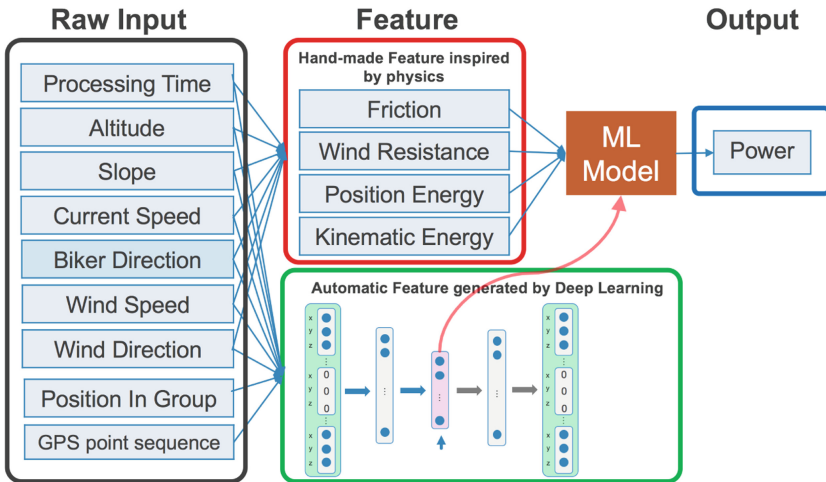 Raw Input
Feature
Output
Processing Time
Altitude
Slope
Current Speed
Biker Direction
Wind Speed
Wind Direction
Position In Group
GPS point sequence
Hand-made Feature inspired
by physics
Friction
Wind Resistance
Position Energy
Kinematic Energy
ML
Model
Power
Automatic Feature generated by Deep Learning
x
y
z
⋮
x 0
y 0
z 0
⋮
x
y
z
⋮
⋮
⋮
x
y
z
⋮
x 0
y 0
z 0
⋮
x
y
z